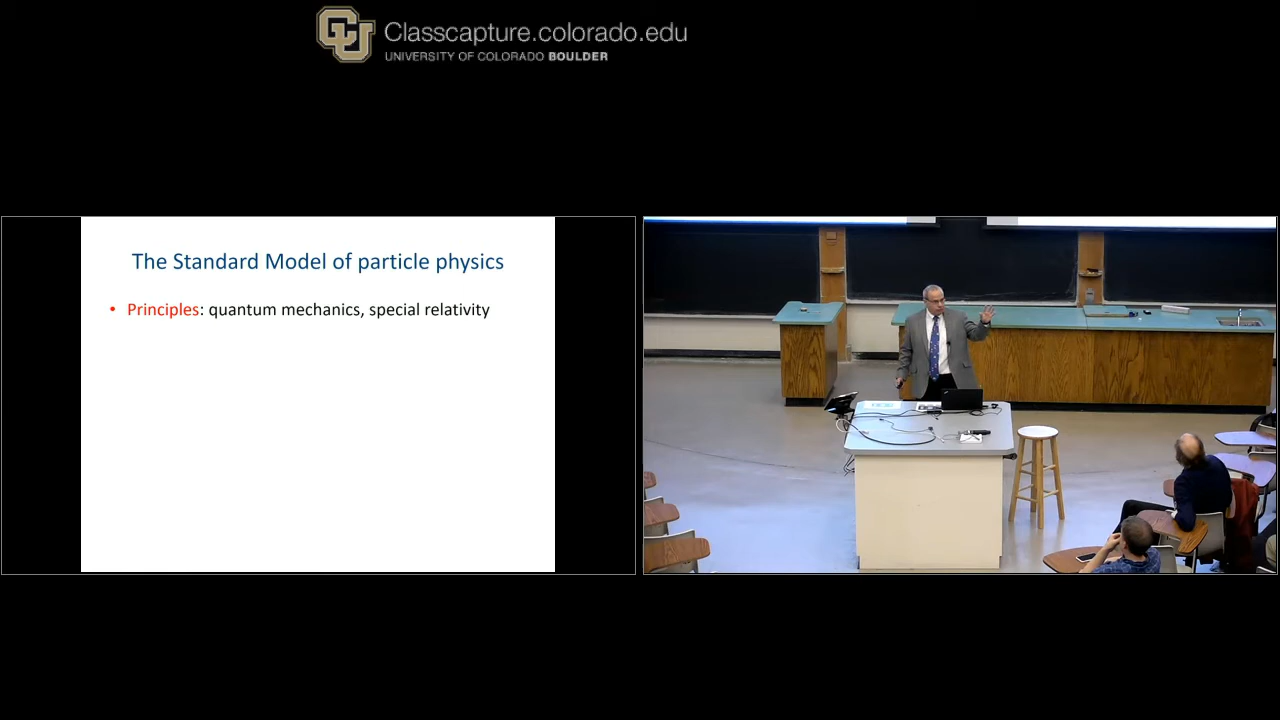 Classcapture.colorado.edu
UNIVERSITY OF COLORADO BOULDER
The Standard Model of particle physics
• Principles: quantum mechanics, special relativity